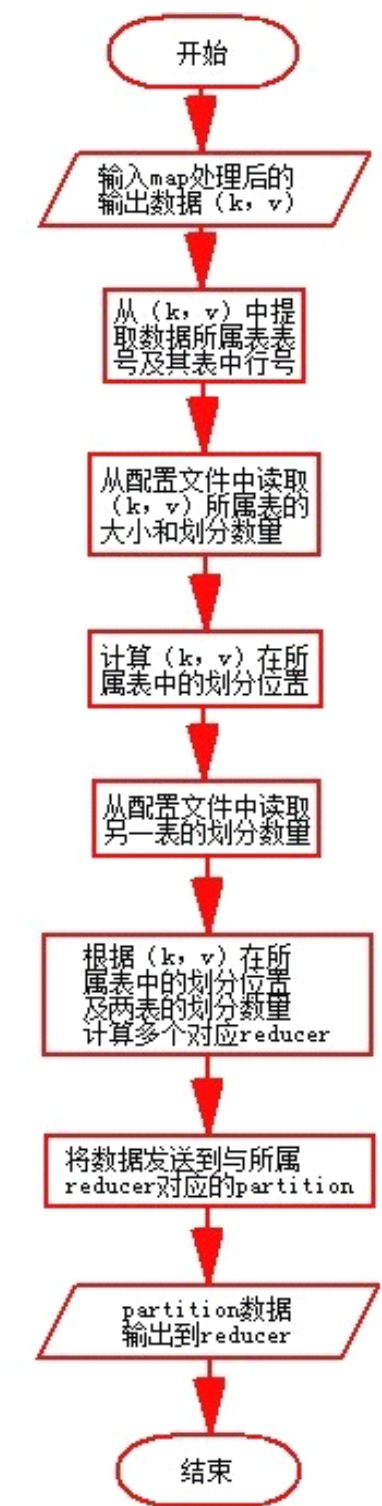 开始
输入map处理后的
输出数据（k，v）
从（k，v）中提
取数据所属表表
号及其表中行号
从配置文件中读取
（k，v）所属表的
大小和划分数量
计算（k，v）在所
属表中的划分位置
从配置文件中读取
另一表的划分数量
根据（k，v）在所
属表中的划分位置
及两表的划分数量
计算多个对应reducer
将数据发送到与所属
reducer对应的partition
partition数据
输出到reducer
结束